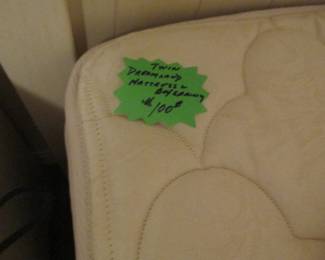 TWIN
DREAMLAND
MATTRESS &
BOXSPRING
$100